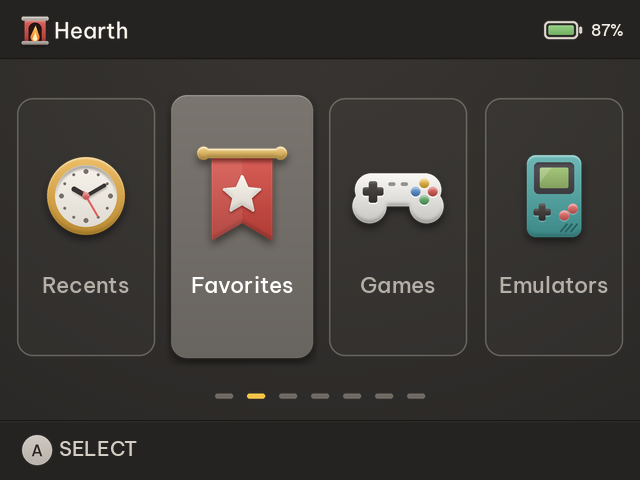 Hearth
87%
Recents
Favorites
Games
Emulators
A SELECT